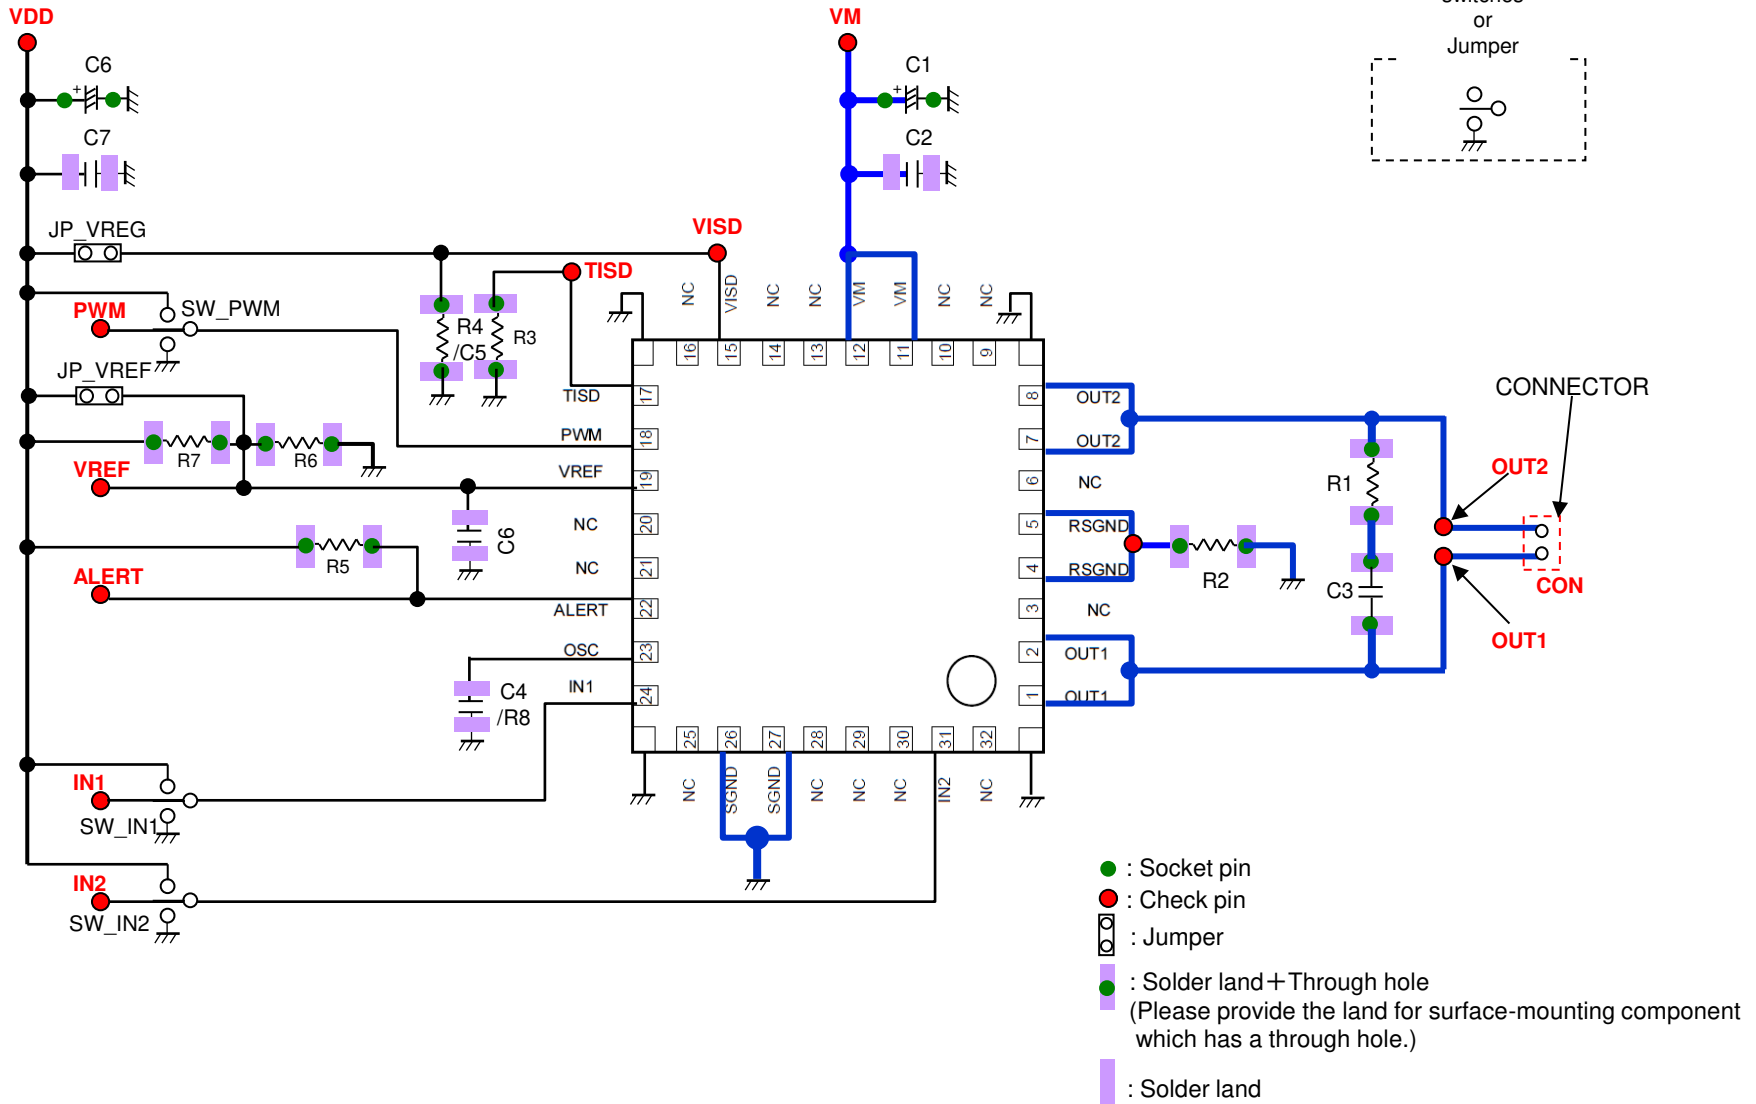 VDD
VM
switches
or
Jumper
C6
C1
C7
C2
JP_VREG
VISD
TISD
PWM
SW_PWM
R4
/C5
R3
JP_VREF
R7
R6
VREF
C6
R5
ALERT
C4
/R8
IN1
SW_IN1
IN2
SW_IN2
NC
VISD
NC
NC
VM
VM
NC
NC
16
15
14
13
12
11
10
9
TISD
17
PWM
18
VREF
19
NC
20
NC
21
ALERT
22
OSC
23
IN1
24
8
OUT2
7
OUT2
6
NC
5
RSGND
4
RSGND
3
NC
2
OUT1
1
OUT1
25
26
27
28
29
30
31
32
NC
SGND
SGND
NC
NC
NC
IN2
NC
R2
R1
C3
CONNECTOR
OUT2
CON
OUT1
: Socket pin
: Check pin
: Jumper
: Solder land+Through hole
(Please provide the land for surface-mounting component
which has a through hole.)
: Solder land